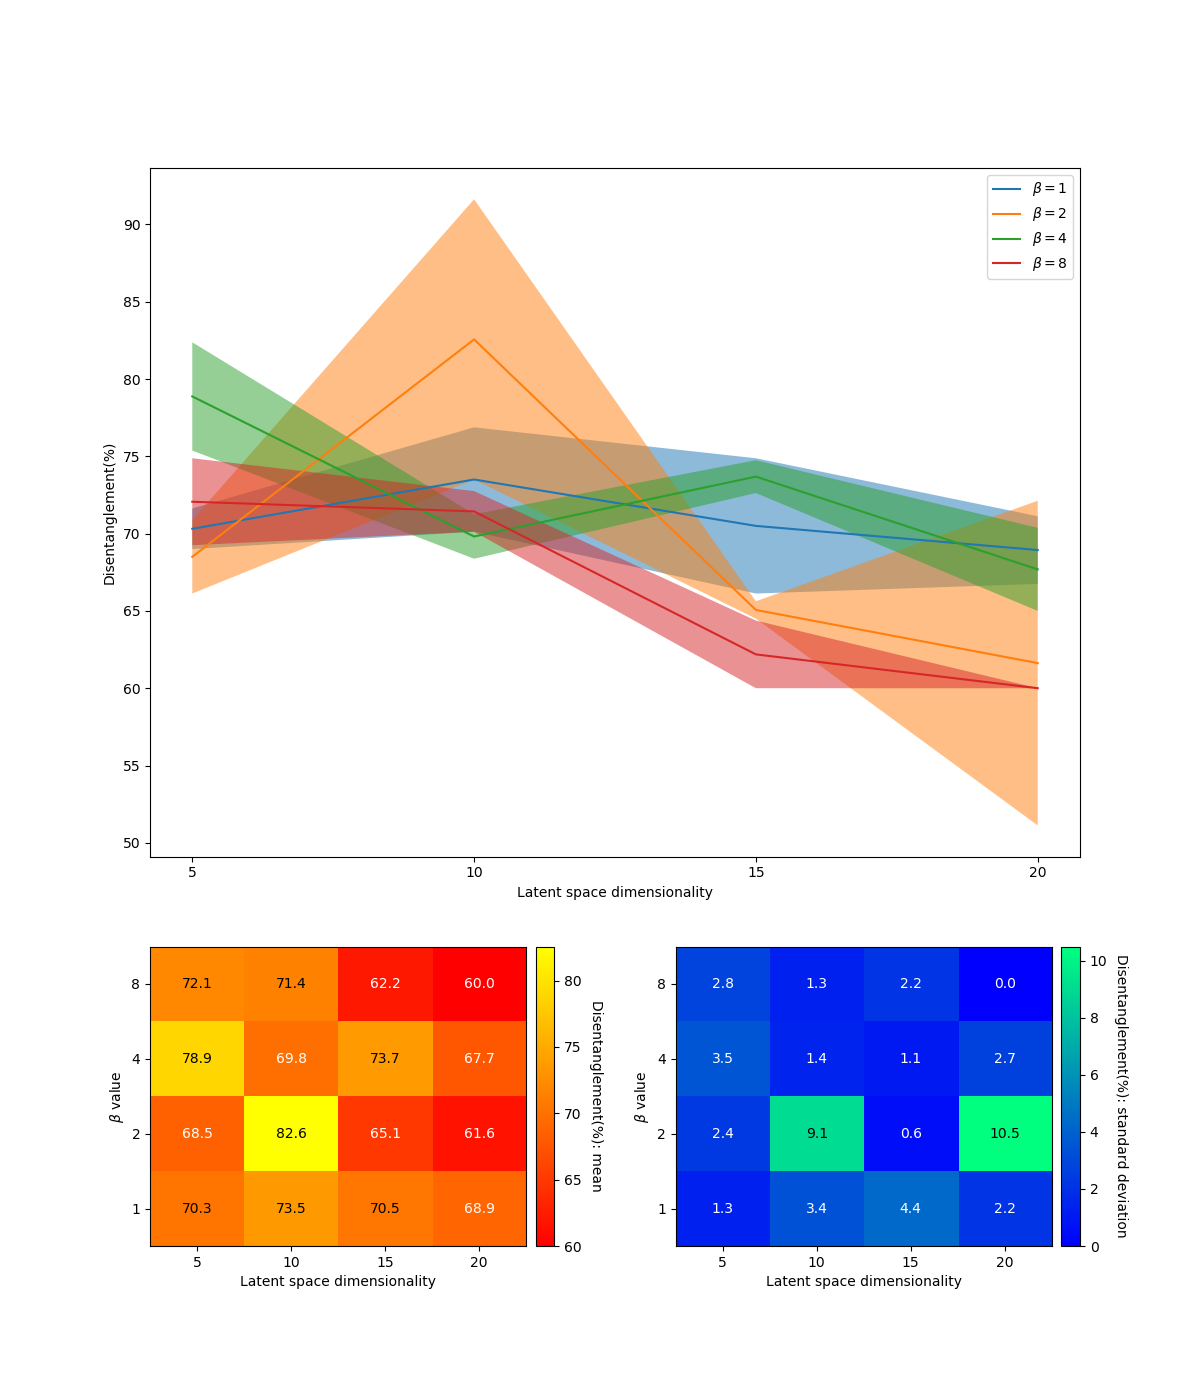 β = 1
β = 2
β = 4
β = 8
90
85
80
75
70
65
60
55
50
Disentanglement(%)
5 10 15 20
Latent space dimensionality
8 72.1 71.4 62.2 60.0
4 78.9 69.8 73.7 67.7
2 68.5 82.6 65.1 61.6
1 70.3 73.5 70.5 68.9
β value
5 10 15 20
Latent space dimensionality
80
75
70
65
60
Disentanglement(%): mean
8 2.8 1.3 2.2 0.0
4 3.5 1.4 1.1 2.7
2 2.4 9.1 0.6 10.5
1 1.3 3.4 4.4 2.2
β value
5 10 15 20
Latent space dimensionality
10
8
6
4
2
0
Disentanglement(%): standard deviation